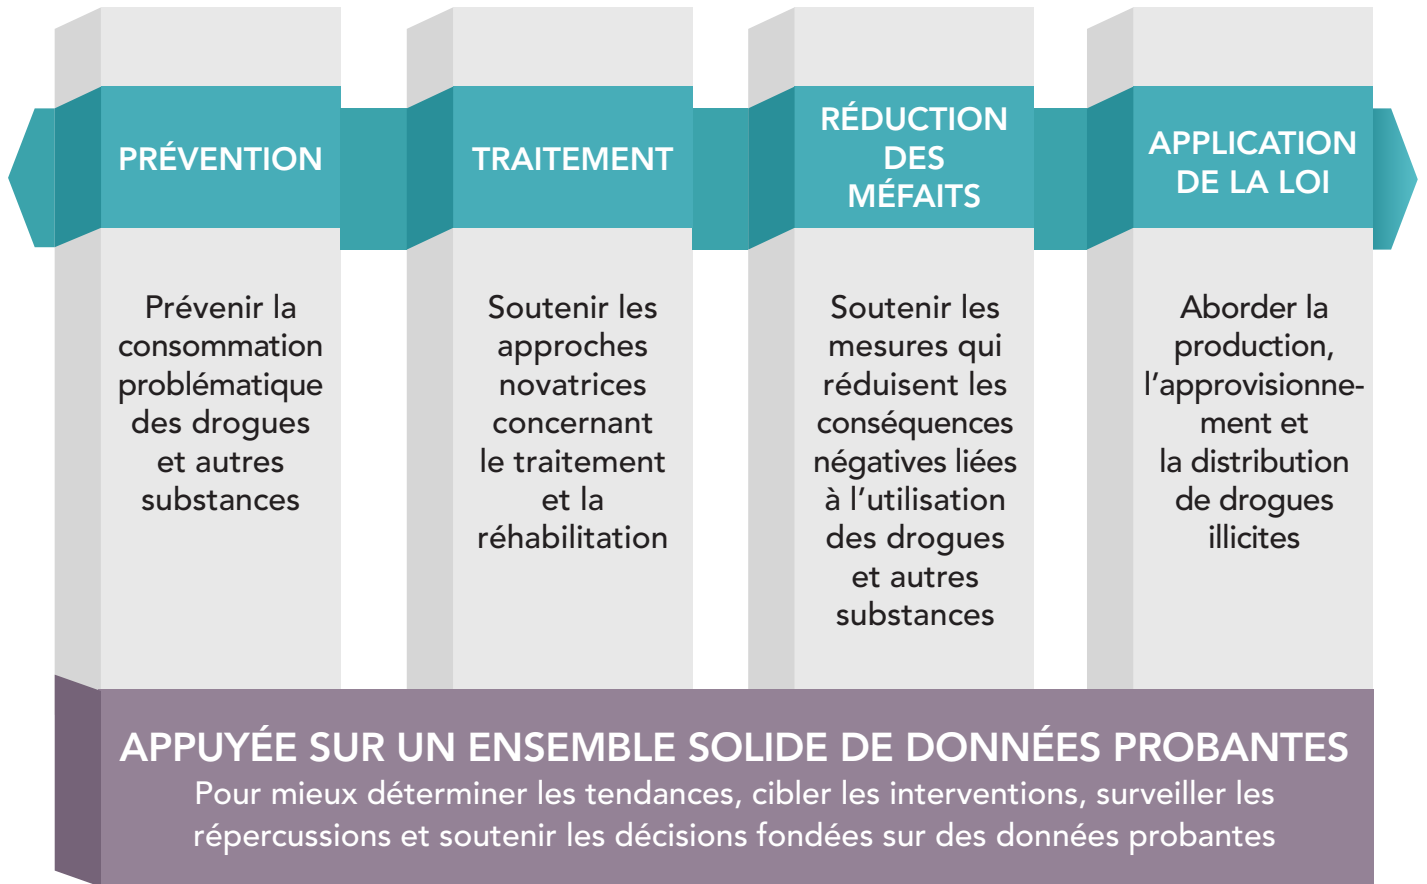 PRÉVENTION
Prévenir la
consommation
problématique
des drogues
et autres
substances
TRAITEMENT
Soutenir les
approches
novatrices
concernant
le traitement
et la
réhabilitation
RÉDUCTION
DES
MÉFAITS
Soutenir les
mesures qui
réduisent les
conséquences
négatives liées
à l’utilisation
des drogues
et autres
substances
APPLICATION
DE LA LOI
Aborder la
production,
l’approvisionne-
ment et
la distribution
de drogues
illicites
APPUYÉE SUR UN ENSEMBLE SOLIDE DE DONNÉES PROBANTES
Pour mieux déterminer les tendances, cibler les interventions, surveiller les
répercussions et soutenir les décisions fondées sur des données probantes